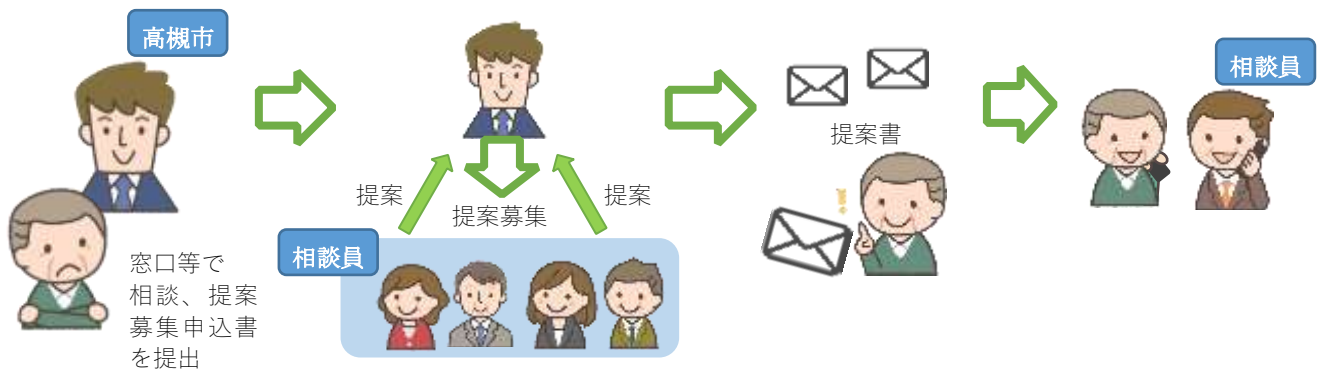 高槻市
窓口等で
相談、提案
募集申込書
を提出
提案
提案募集
提案
相談員
提案書
相談員